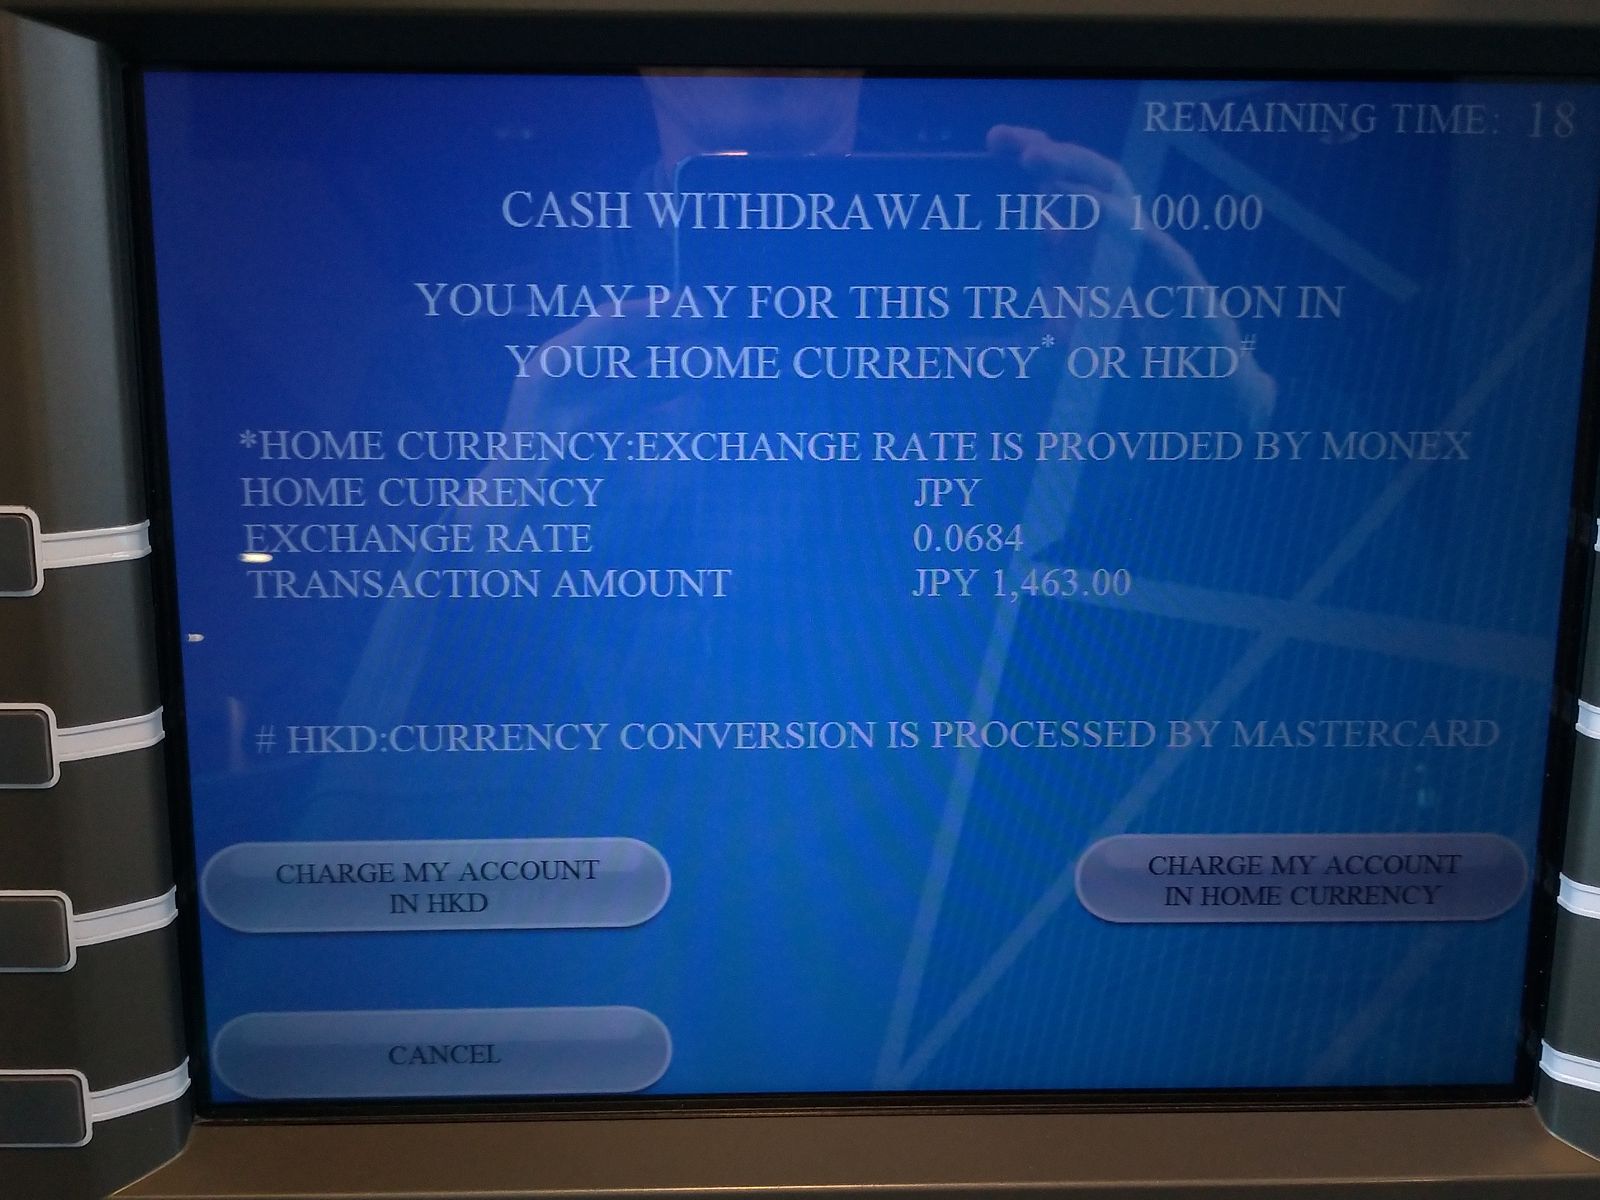 REMAINING TIME: 18
CASH WITHDRAWAL HKD 100.00
YOU MAY PAY FOR THIS TRANSACTION IN
YOUR HOME CURRENCY* OR HKD#
*HOME CURRENCY:EXCHANGE RATE IS PROVIDED BY MONEX
HOME CURRENCY JPY
EXCHANGE RATE 0.0684
TRANSACTION AMOUNT JPY 1,463.00
# HKD:CURRENCY CONVERSION IS PROCESSED BY MASTERCARD
CHARGE MY ACCOUNT
IN HKD
CHARGE MY ACCOUNT
IN HOME CURRENCY
CANCEL